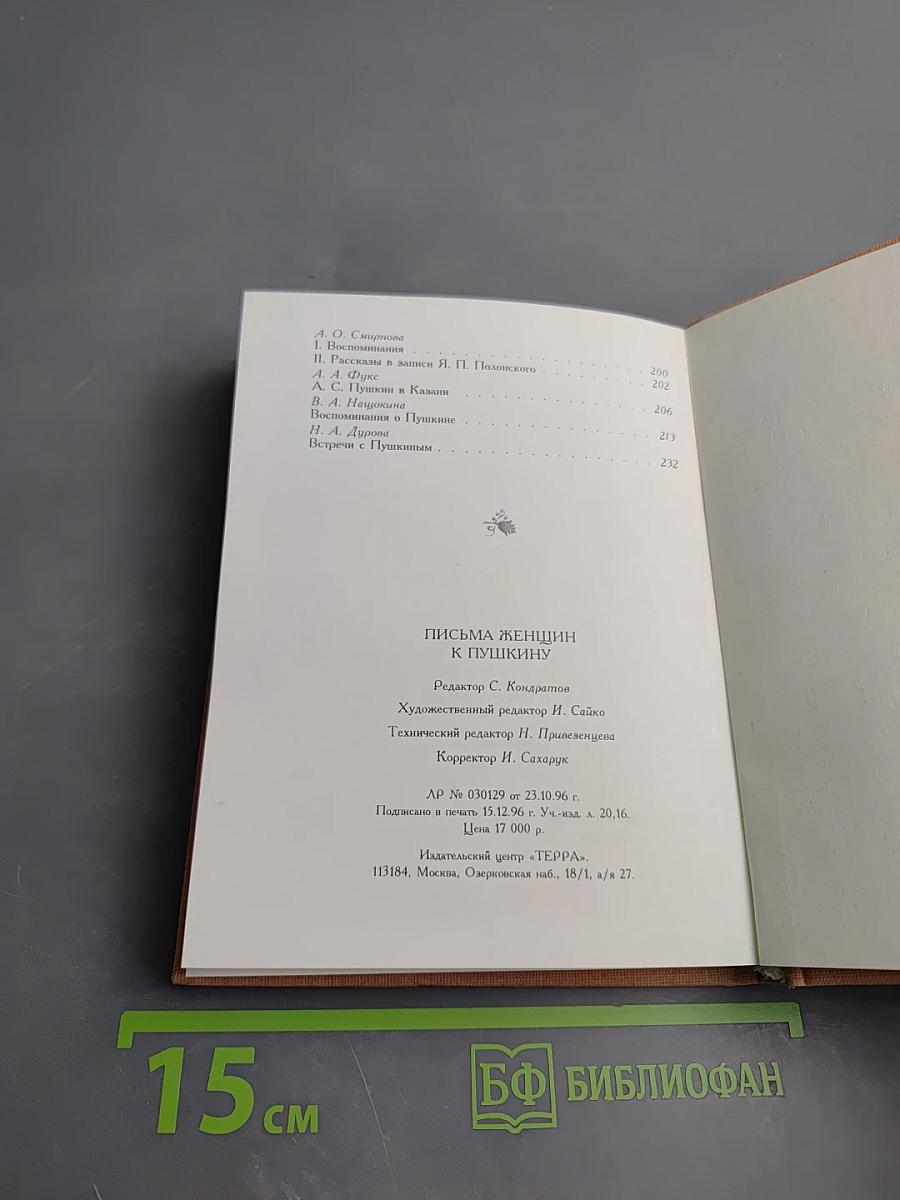 А. О. Смирнова
I. Воспоминания . . . . . . . . . . . . . . . . 200
II. Рассказы в записи Я. П. Полонского . . . . . . . . 202
А. А. Фукс
А. С. Пушкин в Казани . . . . . . . . . . . . . 206
В. А. Нащокина
Воспоминания о Пушкине . . . . . . . . . . . . . 213
Н. А. Дурова
Встречи с Пушкиным . . . . . . . . . . . . . . . 232
ПИСЬМА ЖЕНЩИН
К ПУШКИНУ
Редактор С. Кондратов
Художественный редактор И. Сайко
Технический редактор Н. Привезенцева
Корректор И. Сахарук
ЛР № 030129 от 23.10.96 г.
Подписано в печать 15.12.96 г. Уч.-изд. л. 20,16.
Цена 17 000 р.
Издательский центр «ТЕРРА».
113184, Москва, Озерковская наб., 18/1, а/я 27.
15 см
БФ БИБЛИОФАН